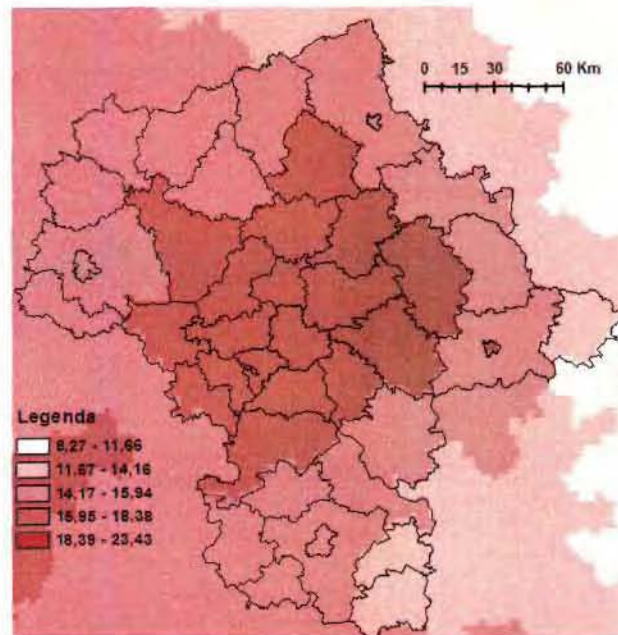 0 15 30 60 Km
Legenda
8,27 - 11,66
11,67 - 14,16
14,17 - 15,94
15,95 - 18,38
18,39 - 23,43